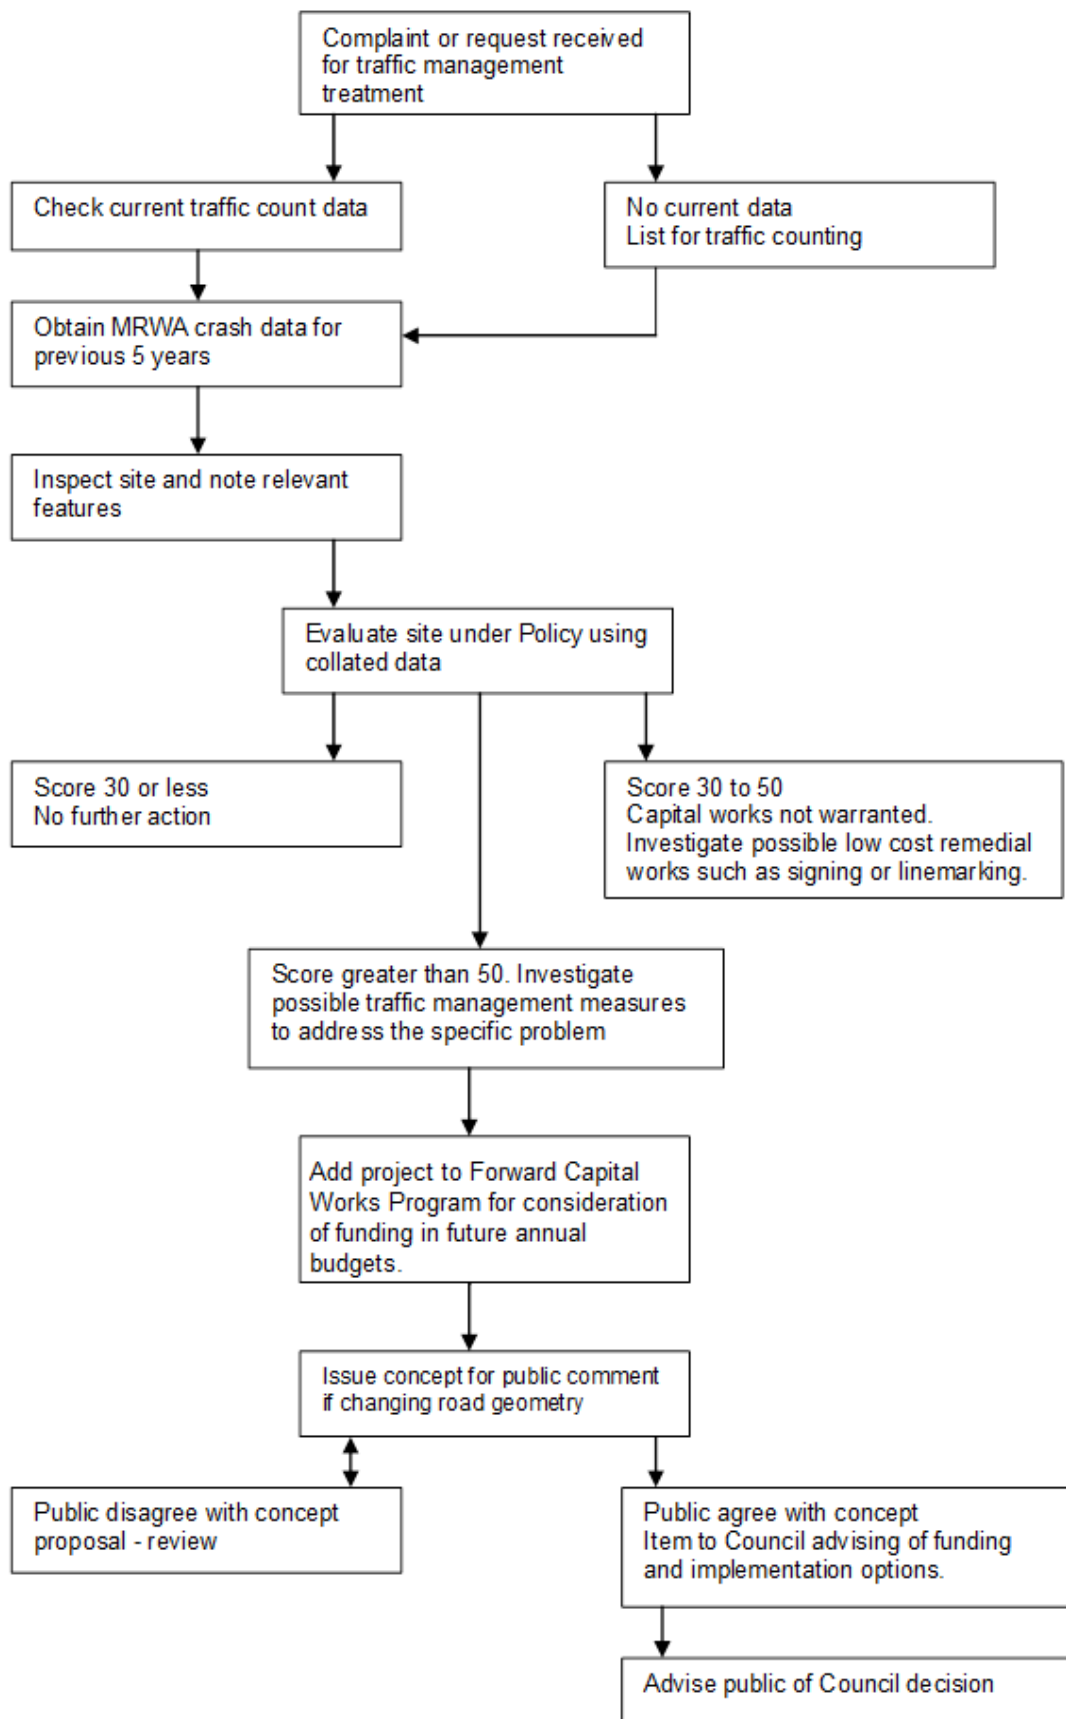 Complaint or request received
for traffic management
treatment
Check current traffic count data
No current data
List for traffic counting
Obtain MRWA crash data for
previous 5 years
Inspect site and note relevant
features
Evaluate site under Policy using
collated data
Score 30 or less
No further action
Score 30 to 50
Capital works not warranted.
Investigate possible low cost remedial
works such as signing or linemarking.
Score greater than 50. Investigate
possible traffic management measures
to address the specific problem
Add project to Forward Capital
Works Program for consideration
of funding in future annual
budgets.
Issue concept for public comment
if changing road geometry
Public disagree with concept
proposal - review
Public agree with concept
Item to Council advising of funding
and implementation options.
Advise public of Council decision